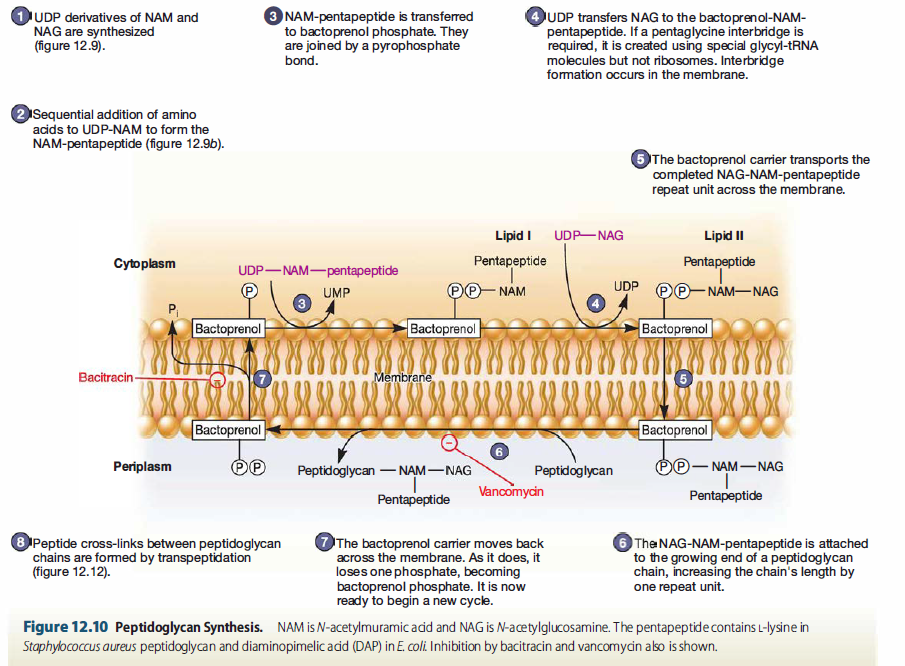 1 UDP derivatives of NAM and
NAG are synthesized
(figure 12.9).
2 Sequential addition of amino
acids to UDP-NAM to form the
NAM-pentapeptide (figure 12.9b).
3 NAM-pentapeptide is transferred
to bactoprenol phosphate. They
are joined by a pyrophosphate
bond.
4 UDP transfers NAG to the bactoprenol-NAM-
pentapeptide. If a pentaglycine interbridge is
required, it is created using special glycyl-tRNA
molecules but not ribosomes. Interbridge
formation occurs in the membrane.
5 The bactoprenol carrier transports the
completed NAG-NAM-pentapeptide
repeat unit across the membrane.
Lipid I
UDP—NAG
Lipid II
Cytoplasm
UDP—NAM—pentapeptide
Pentapeptide
Pentapeptide
P
UMP
P P — NAM
UDP
P P — NAM—NAG
3
4
Pi
Bactoprenol
Bactoprenol
Bactoprenol
Bacitracin
−
7
Membrane
5
Bactoprenol
Bactoprenol
−
6
Periplasm
P P
Peptidoglycan — NAM—NAG
Peptidoglycan
P P — NAM—NAG
Pentapeptide
Vancomycin
Pentapeptide
8 Peptide cross-links between peptidoglycan
chains are formed by transpeptidation
(figure 12.12).
7 The bactoprenol carrier moves back
across the membrane. As it does, it
loses one phosphate, becoming
bactoprenol phosphate. It is now
ready to begin a new cycle.
6 The NAG-NAM-pentapeptide is attached
to the growing end of a peptidoglycan
chain, increasing the chain's length by
one repeat unit.
Figure 12.10 Peptidoglycan Synthesis. NAM is N-acetylmuramic acid and NAG is N-acetylglucosamine. The pentapeptide contains L-lysine in
Staphylococcus aureus peptidoglycan and diaminopimelic acid (DAP) in E. coli. Inhibition by bacitracin and vancomycin also is shown.